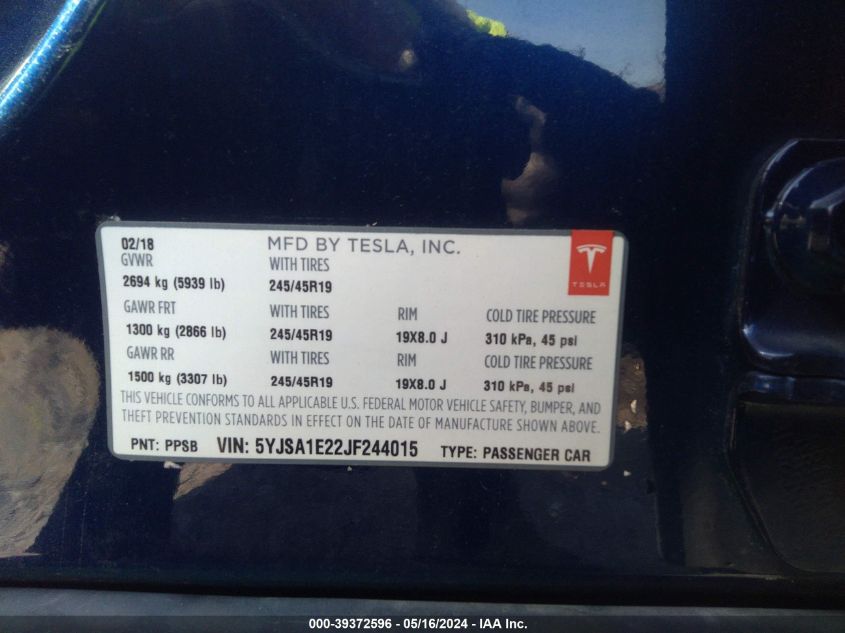 02/18 MFD BY TESLA, INC.
GVWR WITH TIRES
2694 kg (5939 lb) 245/45R19
TESLA
GAWR FRT WITH TIRES RIM COLD TIRE PRESSURE
1300 kg (2866 lb) 245/45R19 19X8.0 J 310 kPa, 45 psi
GAWR RR WITH TIRES RIM COLD TIRE PRESSURE
1500 kg (3307 lb) 245/45R19 19X8.0 J 310 kPa, 45 psi
THIS VEHICLE CONFORMS TO ALL APPLICABLE U.S. FEDERAL MOTOR VEHICLE SAFETY, BUMPER, AND
THEFT PREVENTION STANDARDS IN EFFECT ON THE DATE OF MANUFACTURE SHOWN ABOVE.
PNT: PPSB VIN: 5YJSA1E22JF244015 TYPE: PASSENGER CAR
000-39372596 - 05/16/2024 - IAA Inc.